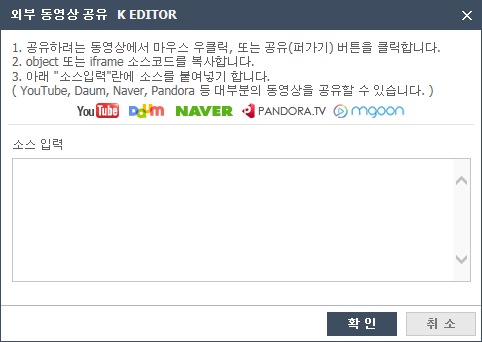 외부 동영상 공유 K EDITOR
1. 공유하려는 동영상에서 마우스 우클릭, 또는 공유(퍼가기) 버튼을 클릭합니다.
2. object 또는 iframe 소스코드를 복사합니다.
3. 아래 "소스입력"란에 소스를 붙여넣기 합니다.
( YouTube, Daum, Naver, Pandora 등 대부분의 동영상을 공유할 수 있습니다. )
YouTube Daum NAVER PANDORA.TV mgoon
소스 입력
확 인 취 소